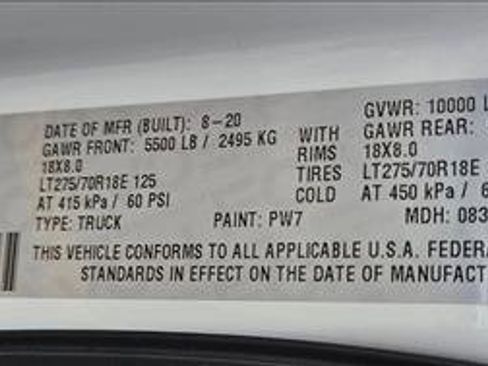 DATE OF MFR (BUILT): 8-20 GVWR: 10000 L
GAWR FRONT: 5500 LB / 2495 KG WITH GAWR REAR:
18X8.0 RIMS 18X8.0
LT275/70R18E 125 TIRES LT275/70R18E
AT 415 kPa / 60 PSI COLD AT 450 kPa / 6
TYPE: TRUCK PAINT: PW7 MDH: 083
THIS VEHICLE CONFORMS TO ALL APPLICABLE U.S.A. FEDERA
STANDARDS IN EFFECT ON THE DATE OF MANUFACT